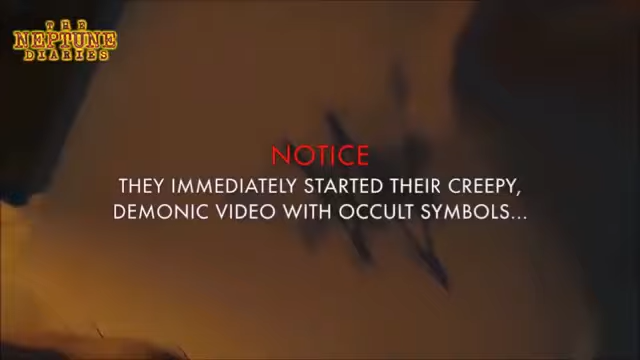 THE
NEPTUNE
DIARIES
NOTICE
THEY IMMEDIATELY STARTED THEIR CREEPY,
DEMONIC VIDEO WITH OCCULT SYMBOLS...